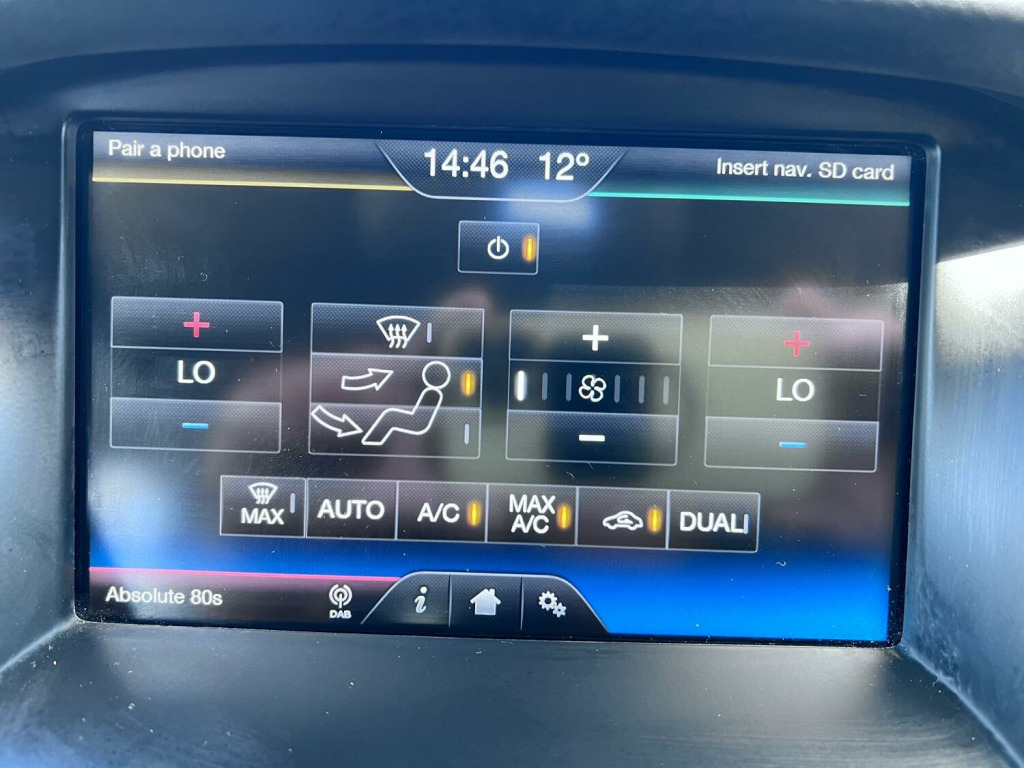 Pair a phone
14:46 12°
Insert nav. SD card
LO
LO
MAX
AUTO
A/C
MAX
A/C
DUAL
Absolute 80s
DAB
i